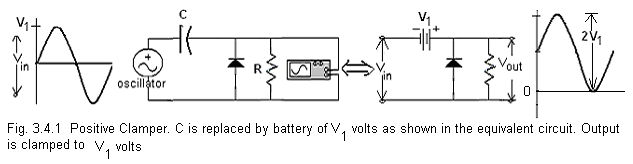 V1
Vin
C
oscillator
R
Vin
V1
Vout
2V1
0
Fig. 3.4.1 Positive Clamper. C is replaced by battery of V1 volts as shown in the equivalent circuit. Output
is clamped to V1 volts